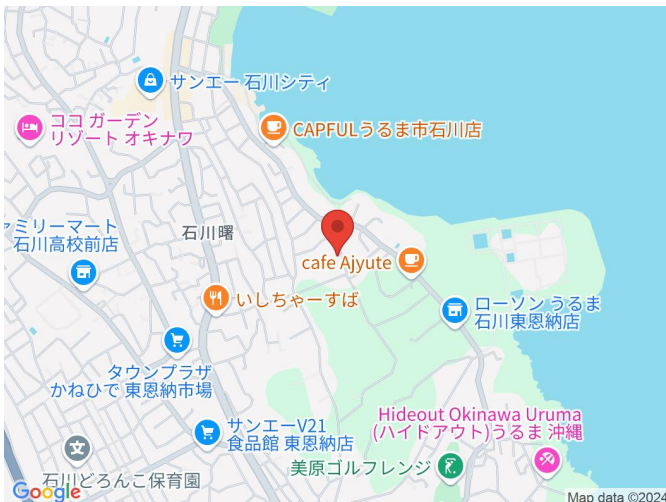 サンエー 石川シティ
ココ ガーデン
リゾート オキナワ
CAPFULうるま市石川店
ァミリーマート
石川高校前店
石川曙
cafe Ajyute
いしちゃーすば
ローソン うるま
石川東恩納店
タウンプラザ
かねひで 東恩納市場
サンエーV21
食品館 東恩納店
Hideout Okinawa Uruma
(ハイドアウト)うるま 沖縄
文
石川どろんこ保育園
美原ゴルフレンジ
Google
Map data ©2024